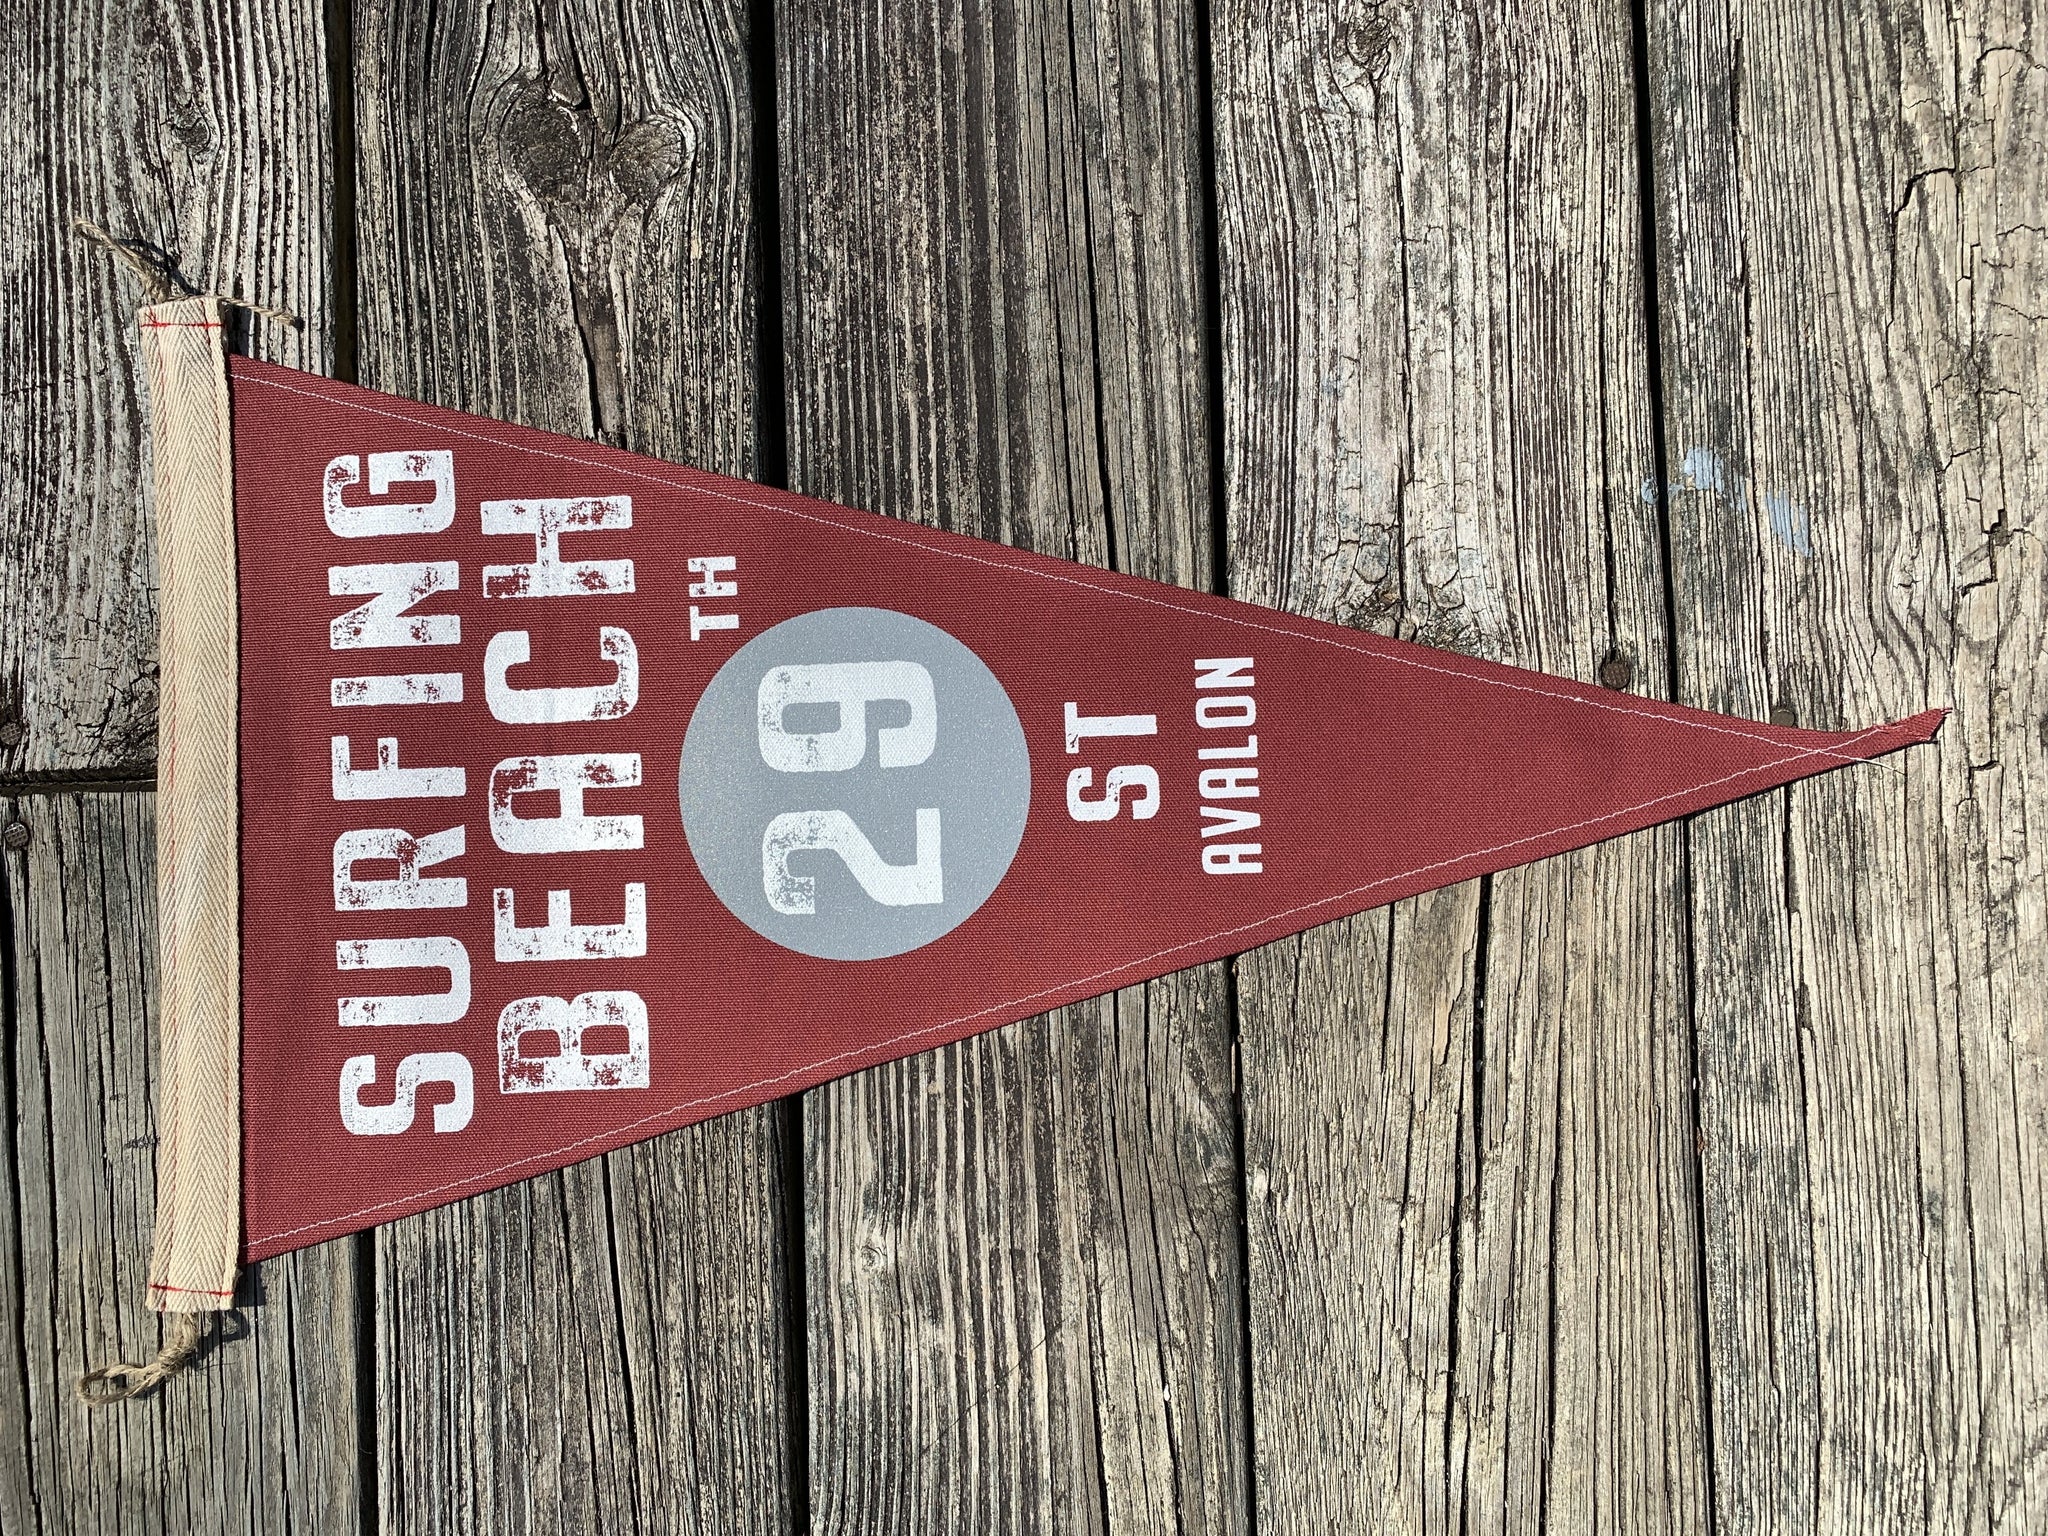 SURFING
BEACH
29 TH
ST
AVALON